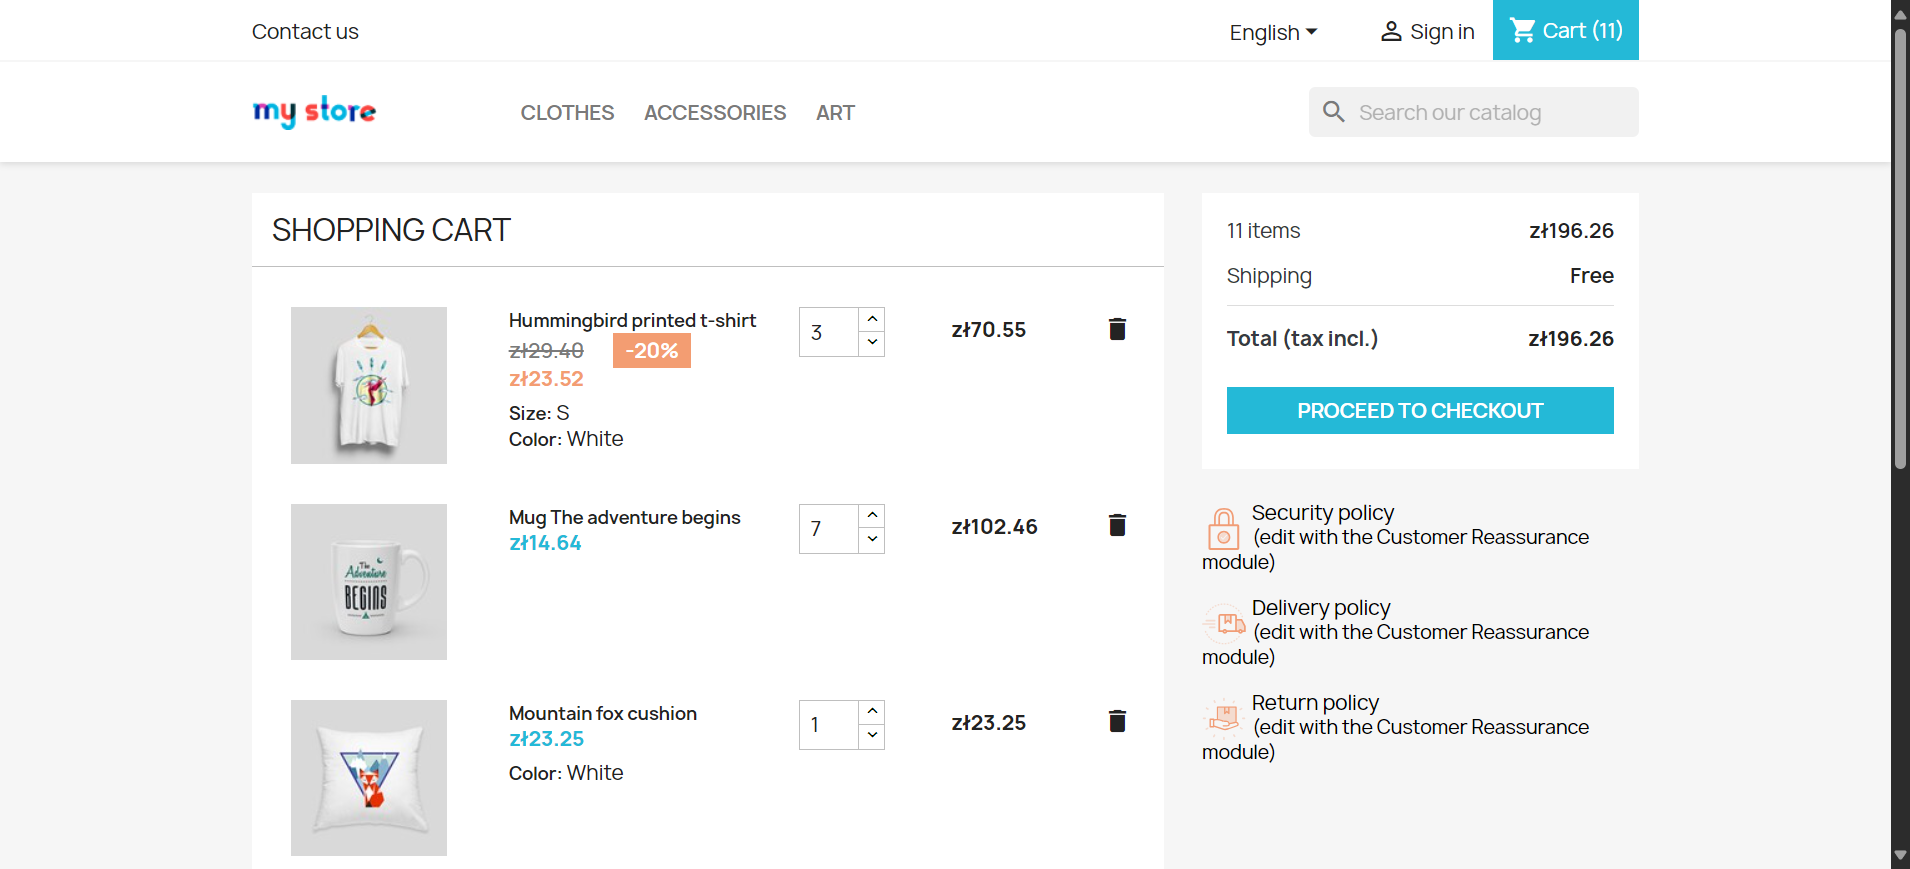 Contact us
English
Sign in
Cart (11)
my store
CLOTHES
ACCESSORIES
ART
Search our catalog
SHOPPING CART
Hummingbird printed t-shirt
zł29.40
-20%
zł23.52
Size: S
Color: White
3
zł70.55
The
Adventure
BEGINS
Mug The adventure begins
zł14.64
7
zł102.46
Mountain fox cushion
zł23.25
Color: White
1
zł23.25
11 items
zł196.26
Shipping
Free
Total (tax incl.)
zł196.26
PROCEED TO CHECKOUT
Security policy
(edit with the Customer Reassurance
module)
Delivery policy
(edit with the Customer Reassurance
module)
Return policy
(edit with the Customer Reassurance
module)